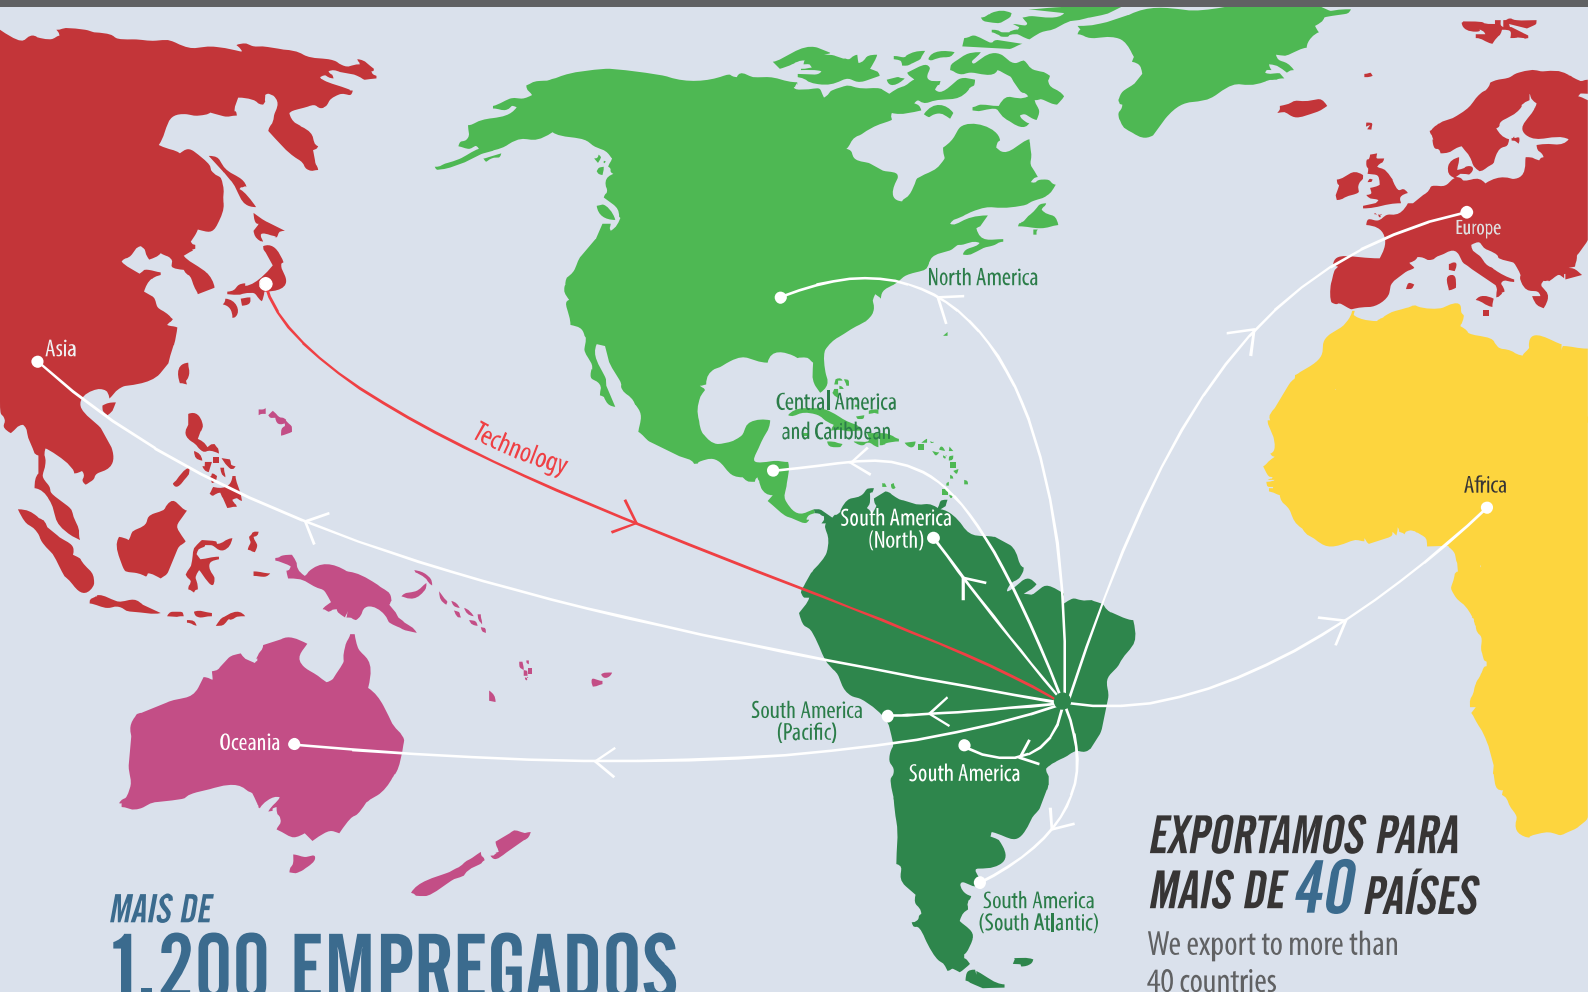 Europe
North America
Asia
Central America
and Caribbean
Technology
Africa
South America
(North)
South America
(Pacific)
Oceania
South America
South America
(South Atlantic)
EXPORTAMOS PARA
MAIS DE 40 PAÍSES
We export to more than
40 countries
MAIS DE
1.200 EMPREGADOS